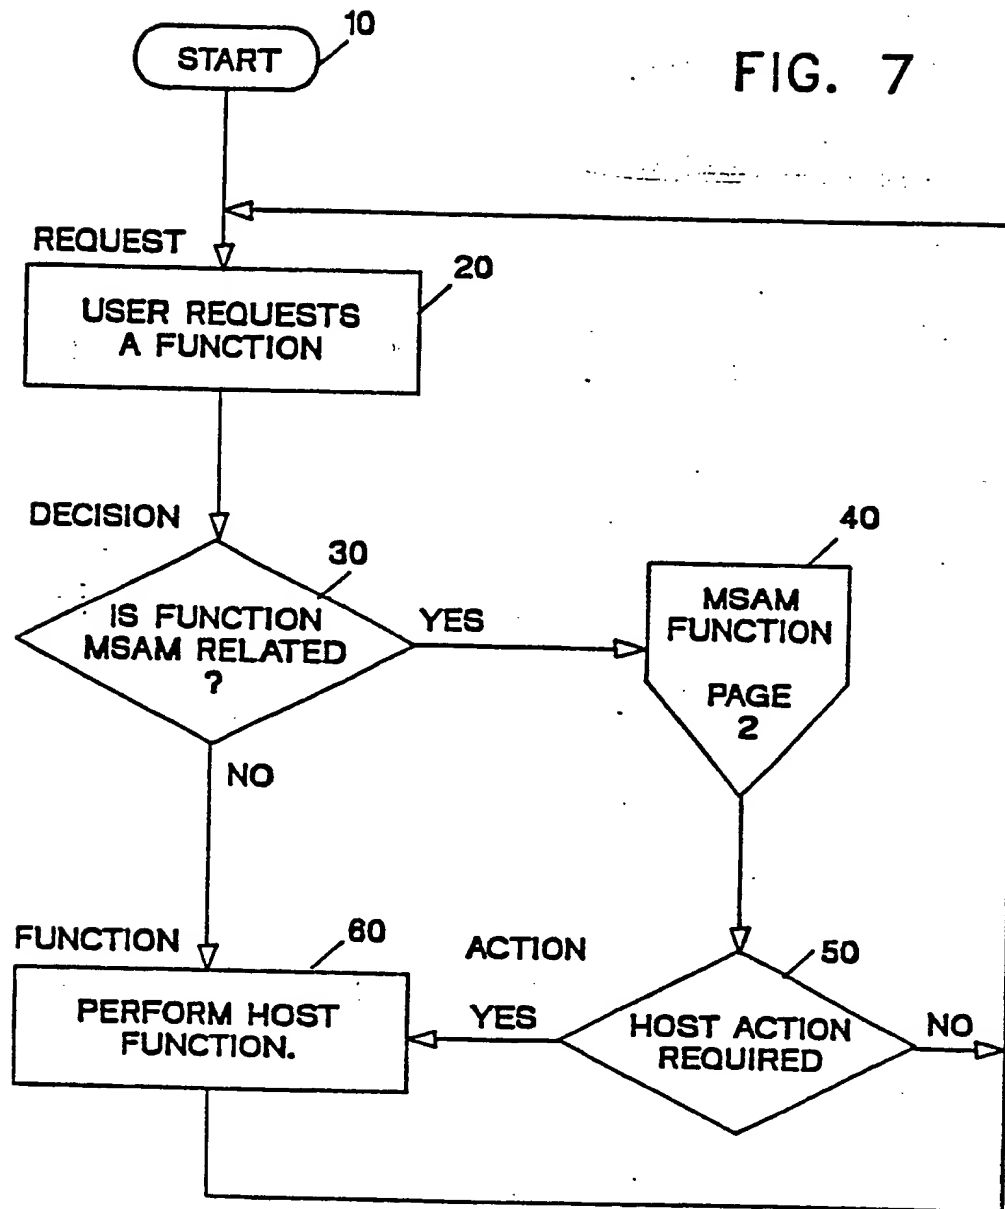 10
START
FIG. 7
REQUEST
20
USER REQUESTS
A FUNCTION
DECISION
30
IS FUNCTION
MSAM RELATED
?
YES
40
MSAM
FUNCTION
PAGE
2
NO
FUNCTION
60
PERFORM HOST
FUNCTION.
ACTION
YES
50
HOST ACTION
REQUIRED
NO